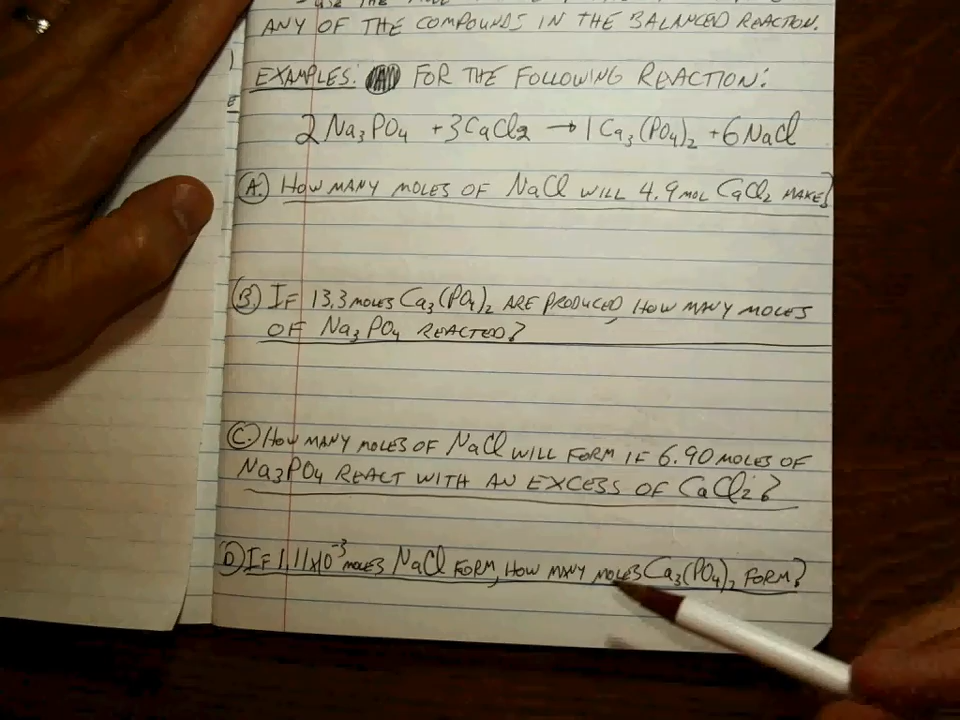 ANY OF THE COMPOUNDS IN THE BALANCED REACTION.
EXAMPLES: FOR THE FOLLOWING REACTION:
2 Na₃PO₄ + 3 CaCl₂ → 1 Ca₃(PO₄)₂ + 6 NaCl
A. HOW MANY MOLES OF NaCl WILL 4.9 MOL CaCl₂ MAKE?
B. IF 13.3 MOLES Ca₃(PO₄)₂ ARE PRODUCED, HOW MANY MOLES
OF Na₃PO₄ REACTED?
C. HOW MANY MOLES OF NaCl WILL FORM IF 6.90 MOLES OF
Na₃PO₄ REACT WITH AN EXCESS OF CaCl₂?
D. IF 1.11x10⁻³ MOLES NaCl FORM, HOW MANY MOLES Ca₃(PO₄)₂ FORM?